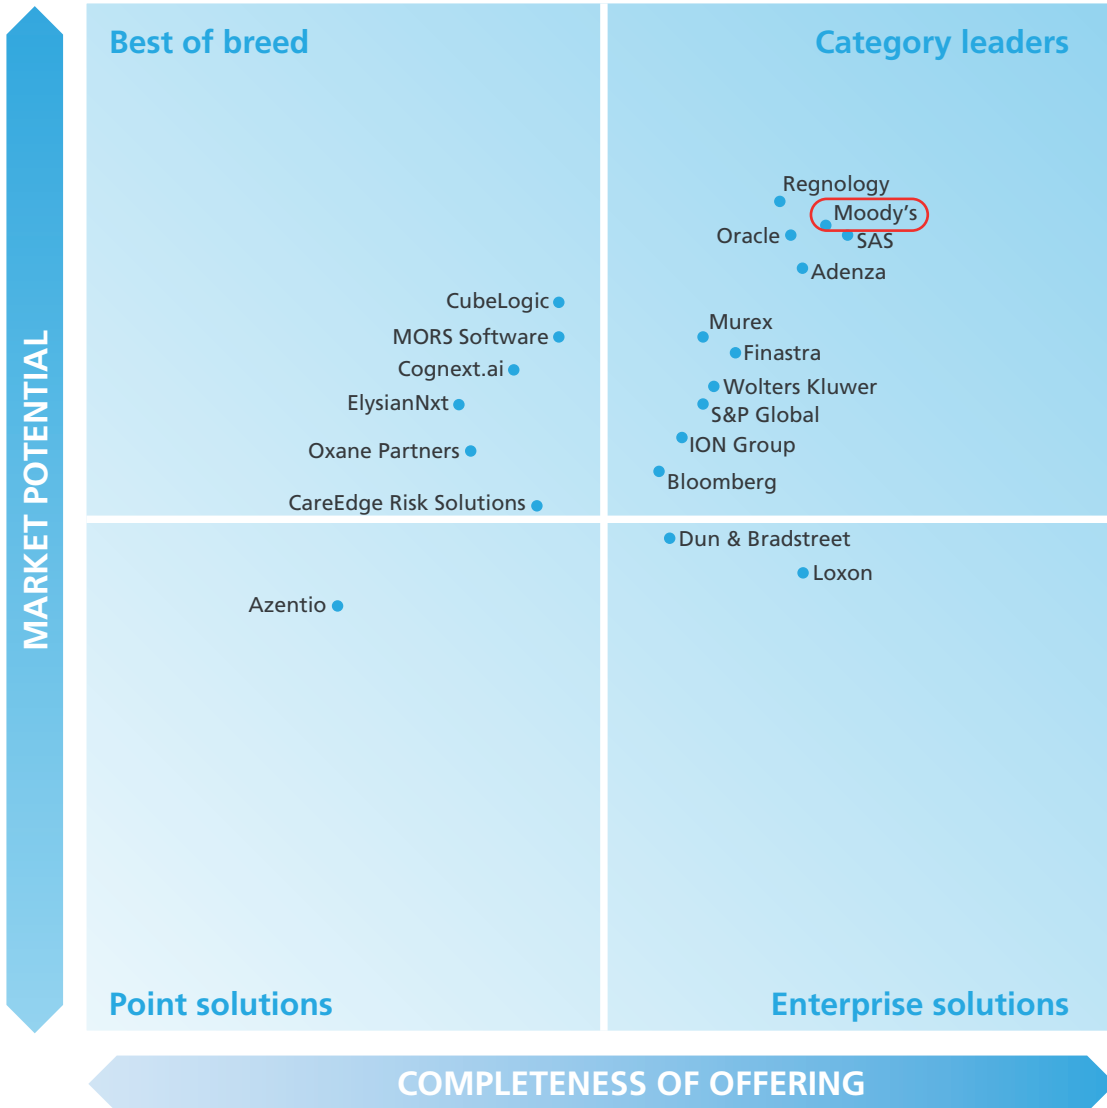 Best of breed
Category leaders
Regnology
Moody's
Oracle
SAS
Adenza
CubeLogic
Murex
MORS Software
Finastra
Cognext.ai
Wolters Kluwer
ElysianNxt
S&P Global
ION Group
Oxane Partners
Bloomberg
CareEdge Risk Solutions
Dun & Bradstreet
Loxon
Azentio
MARKET POTENTIAL
Point solutions
Enterprise solutions
COMPLETENESS OF OFFERING